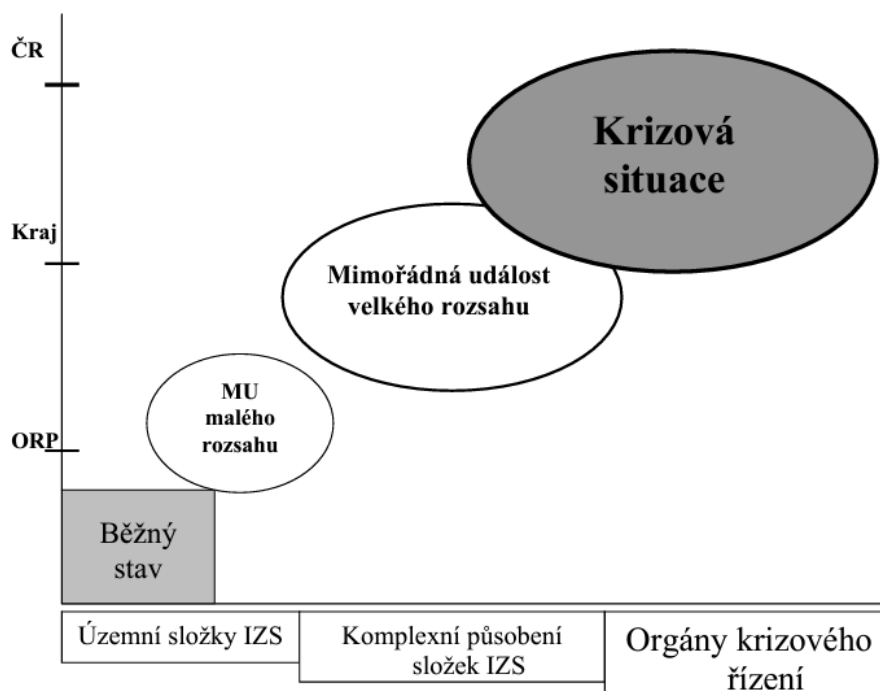 ČR
Krizová
situace
Kraj
Mimořádná událost
velkého rozsahu
MU
malého
rozsahu
ORP
Běžný
stav
Územní složky IZS
Komplexní působení
složek IZS
Orgány krizového
řízení